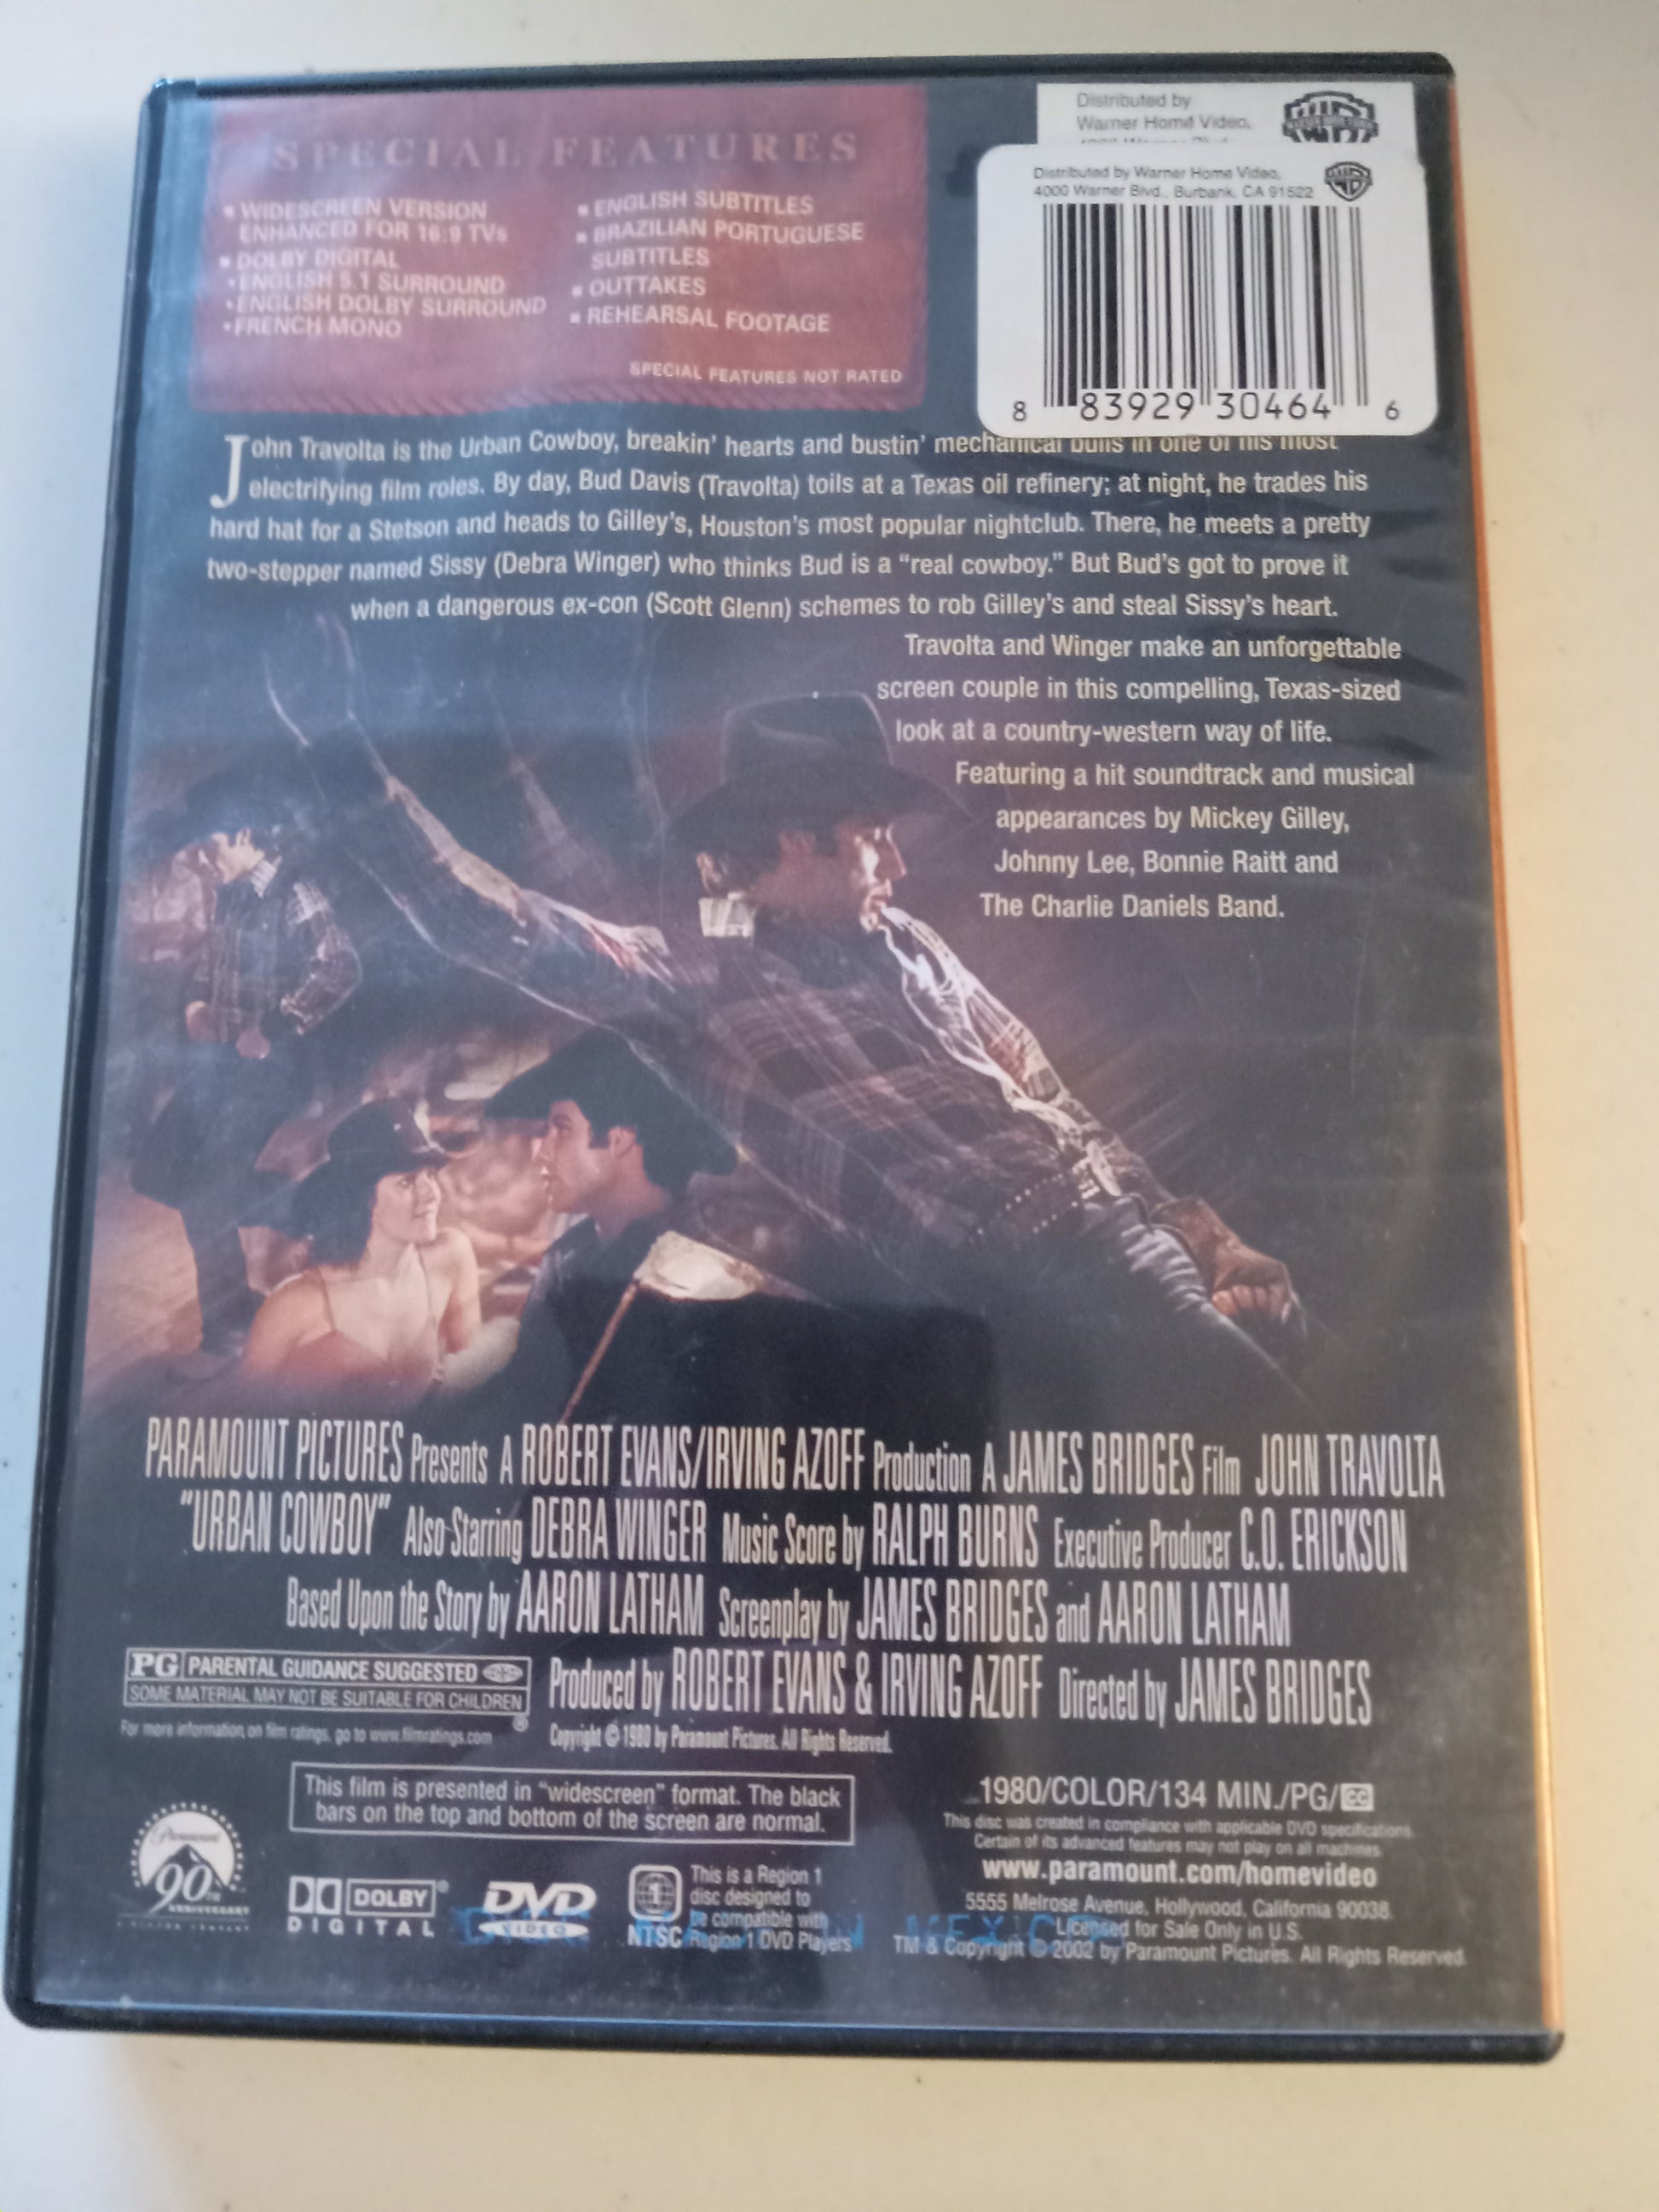 SPECIAL FEATURES
▪ WIDESCREEN VERSION
ENHANCED FOR 16:9 TVs
▪ DOLBY DIGITAL
•ENGLISH 5.1 SURROUND
•ENGLISH DOLBY SURROUND
•FRENCH MONO
▪ ENGLISH SUBTITLES
▪ BRAZILIAN PORTUGUESE
SUBTITLES
▪ OUTTAKES
▪ REHEARSAL FOOTAGE
SPECIAL FEATURES NOT RATED
Distributed by
Warner Home Video,
Distributed by Warner Home Video,
4000 Warner Blvd., Burbank, CA 91522
8 83929 30464 6
John Travolta is the Urban Cowboy, breakin' hearts and bustin' mechanical bulls in one of his most
electrifying film roles. By day, Bud Davis (Travolta) toils at a Texas oil refinery; at night, he trades his
hard hat for a Stetson and heads to Gilley's, Houston's most popular nightclub. There, he meets a pretty
two-stepper named Sissy (Debra Winger) who thinks Bud is a “real cowboy.” But Bud's got to prove it
when a dangerous ex-con (Scott Glenn) schemes to rob Gilley's and steal Sissy's heart.
Travolta and Winger make an unforgettable
screen couple in this compelling, Texas-sized
look at a country-western way of life.
Featuring a hit soundtrack and musical
appearances by Mickey Gilley,
Johnny Lee, Bonnie Raitt and
The Charlie Daniels Band.
PARAMOUNT PICTURES Presents A ROBERT EVANS/IRVING AZOFF Production A JAMES BRIDGES Film JOHN TRAVOLTA
“URBAN COWBOY” Also Starring DEBRA WINGER Music Score by RALPH BURNS Executive Producer C.O. ERICKSON
Based Upon the Story by AARON LATHAM Screenplay by JAMES BRIDGES and AARON LATHAM
Produced by ROBERT EVANS & IRVING AZOFF Directed by JAMES BRIDGES
PG PARENTAL GUIDANCE SUGGESTED
SOME MATERIAL MAY NOT BE SUITABLE FOR CHILDREN
®
For more information on film ratings, go to www.filmratings.com
Copyright © 1980 by Paramount Pictures. All Rights Reserved.
This film is presented in “widescreen” format. The black
bars on the top and bottom of the screen are normal.
1980/COLOR/134 MIN./PG/CC
This disc was created in compliance with applicable DVD specifications.
Certain of its advanced features may not play on all machines.
www.paramount.com/homevideo
5555 Melrose Avenue, Hollywood, California 90038.
Licensed for Sale Only in U.S.
TM & Copyright © 2002 by Paramount Pictures. All Rights Reserved.
Paramount
90TH
ANNIVERSARY
DOLBY®
DIGITAL
DVD
VIDEO
1
NTSC
This is a Region 1
disc designed to
be compatible with
Region 1 DVD Players